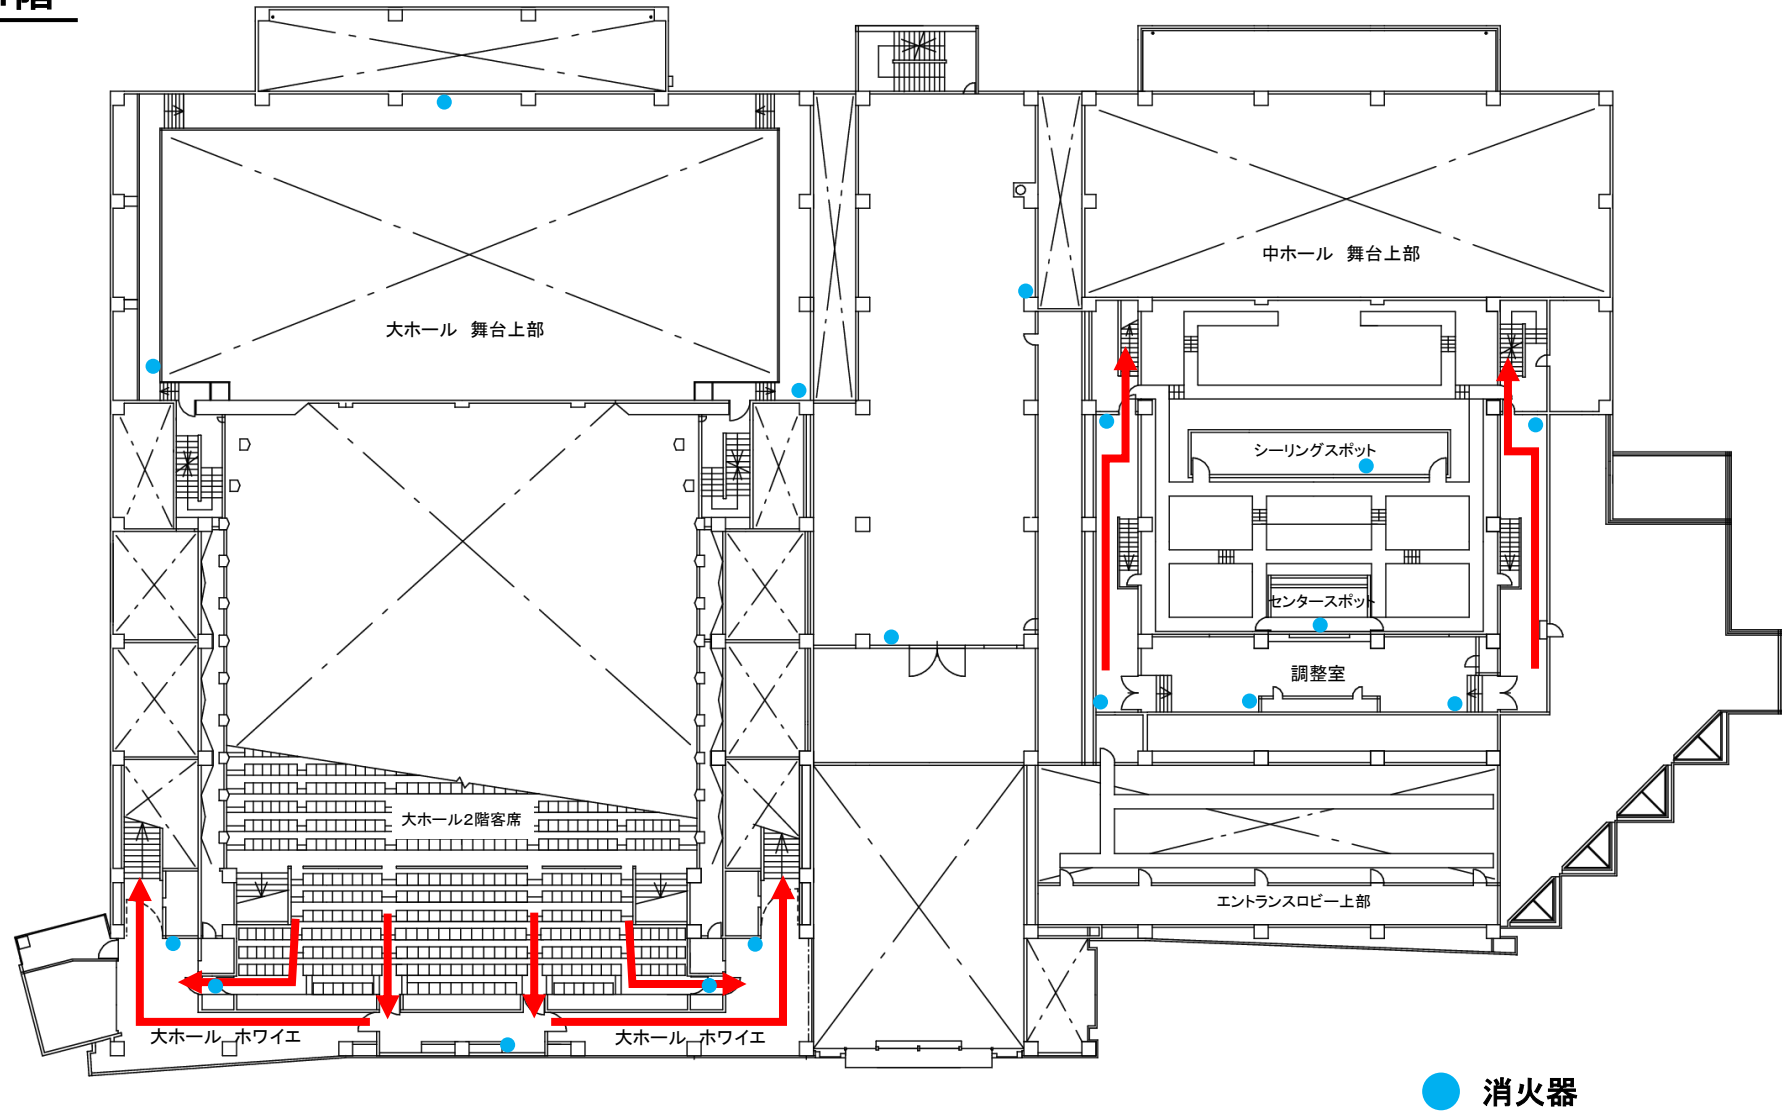 階
中ホール 舞台上部
大ホール 舞台上部
シーリングスポット
センタースポット
調整室
大ホール2階客席
エントランスロビー上部
大ホール ホワイエ 大ホール ホワイエ
消火器